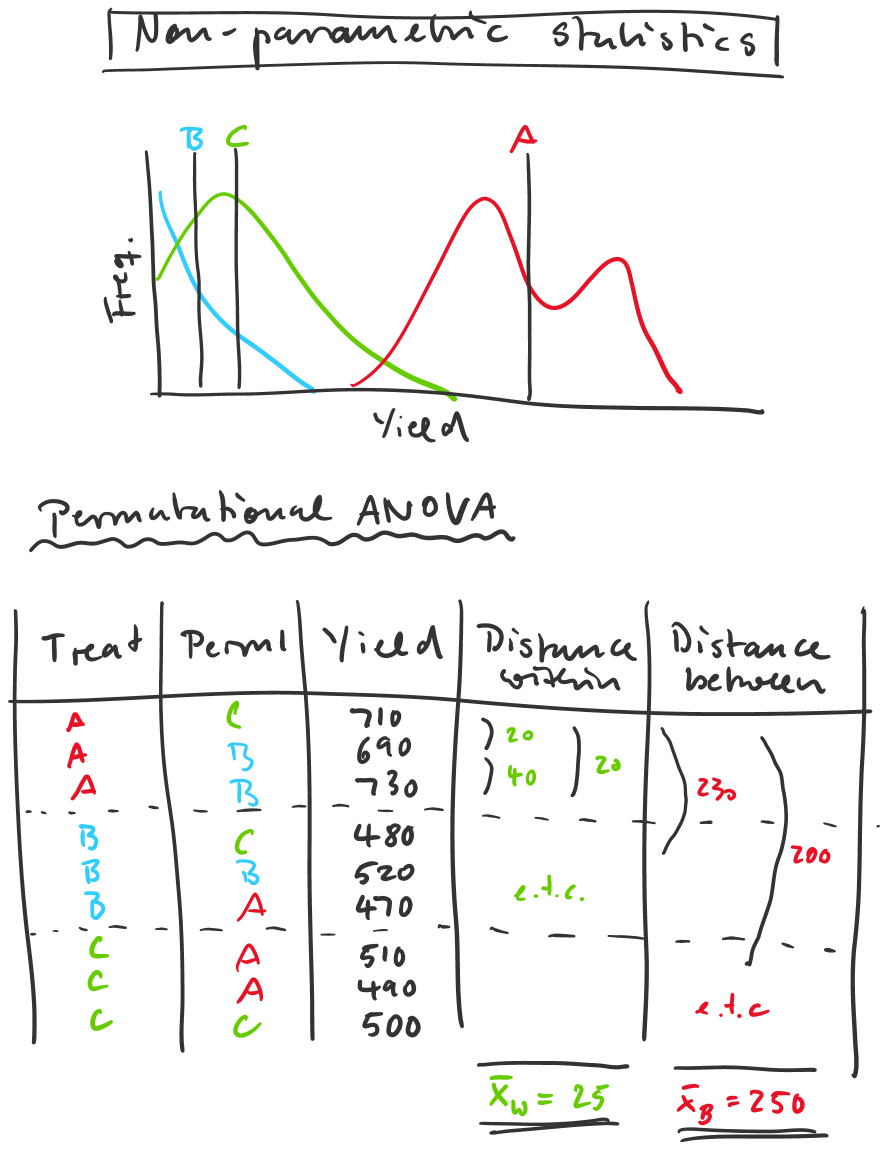 Non-parametric statistics
B C A
Freq.
Yield
Permutational ANOVA
Treat Perm1 Yield Distance within Distance between
A C 710 20 230
A B 690 40 20
A B 730
B C 480 200
B B 520 e.t.c.
B A 470
C A 510
C A 490 e.t.c
C C 500
x̄w = 25 x̄B = 250